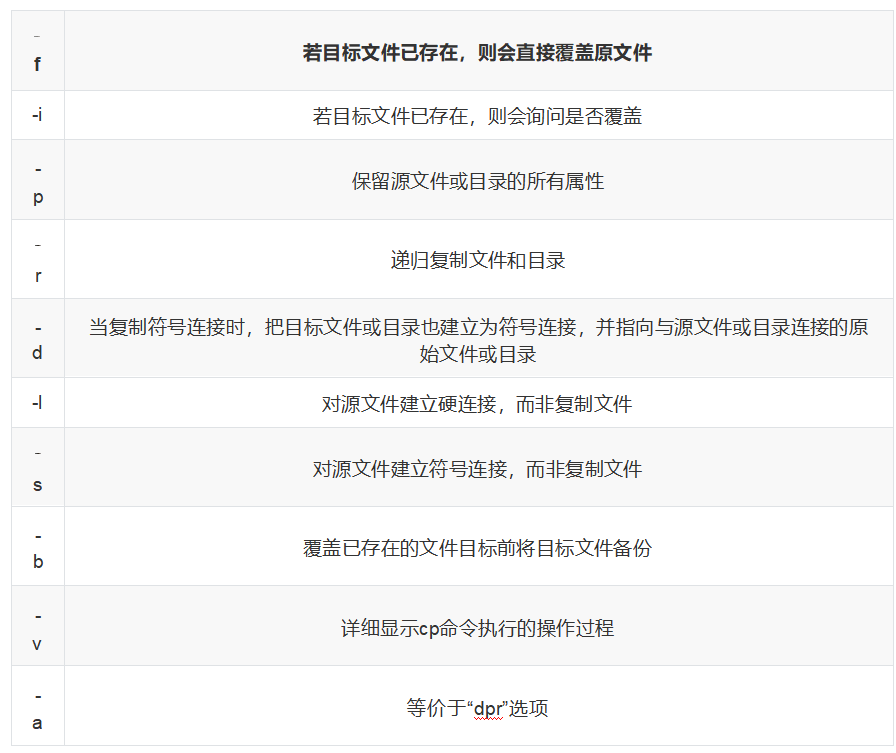 -
f
若目标文件已存在，则会直接覆盖原文件
-i
若目标文件已存在，则会询问是否覆盖
-
p
保留源文件或目录的所有属性
-
r
递归复制文件和目录
-
d
当复制符号连接时，把目标文件或目录也建立为符号连接，并指向与源文件或目录连接的原
始文件或目录
-l
对源文件建立硬连接，而非复制文件
-
s
对源文件建立符号连接，而非复制文件
-
b
覆盖已存在的文件目标前将目标文件备份
-
v
详细显示cp命令执行的操作过程
-
a
等价于“dpr”选项